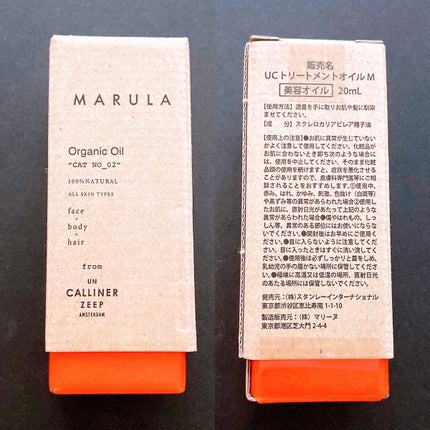 MARULA
Organic Oil
"CAT NO_02"
100%NATURAL
ALL SKIN TYPES
face
・
body
・
hair
from
UN
CALLINER
ZEEP
AMSTERDAM
販売名
UCトリートメントオイルM
美容オイル 20mL
【使用方法】適量を手に取りお肌や髪に馴染
ませてください。
【成 分】スクレロカリアビレア種子油
【使用上の注意】●お肌に異常が生じていない
かよく注意して使用してください。化粧品が
お肌に合わないとき即ち次のような場合に
は、使用を中止してください。そのまま化粧
品類の使用を続けますと、症状を悪化させる
ことがありますので、皮膚科専門医等にご相
談されることをおすすめします。①使用中、
赤み、はれ、かゆみ、刺激、色抜け（白斑等）
や黒ずみ等の異常があらわれた場合②使用し
たお肌に、直射日光があたって上記のような
異常があらわれた場合●傷やはれもの、しっ
しん等、異常のある部位にはお使いにならな
いでください。●開封後はお早めにご使用くだ
さい。●目に入らないように注意してくださ
い。目に入ったときはすぐに洗い流してくだ
さい。●使用後は必ずしっかりと蓋をしめ、
乳幼児の手の届かない場所に保管してくださ
い。●極端に高温又は低温の場所、直射日光
のあたる場所には保管しないでください。
発売元：（株）スタンレーインターナショナル
東京都渋谷区恵比寿南 1-1-10
製造販売元：（株）マリーヌ
東京都港区芝大門 2-4-4